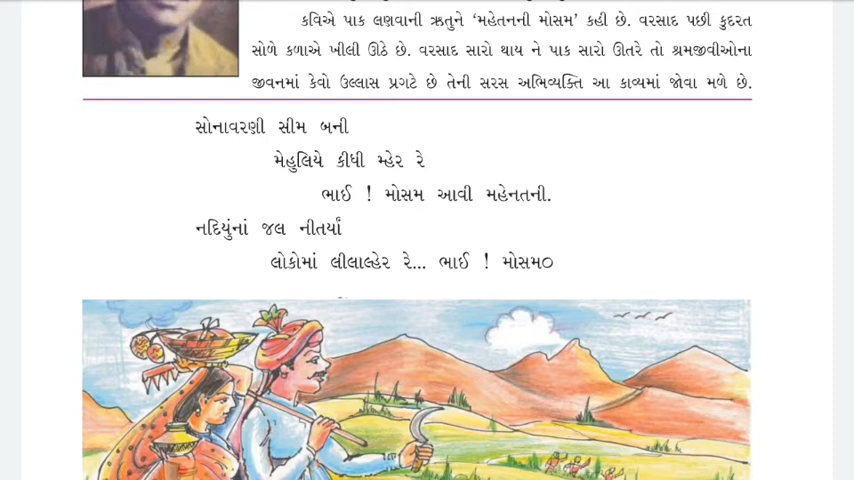 કવિએ પાક લણવાની ઋતુને ‘મહેતનની મોસમ’ કહી છે. વરસાદ પછી કુદરત
સોળે કળાએ ખીલી ઊઠે છે. વરસાદ સારો થાય ને પાક સારો ઊતરે તો શ્રમજીવીઓના
જીવનમાં કેવો ઉલ્લાસ પ્રગટે છે તેની સરસ અભિવ્યક્તિ આ કાવ્યમાં જોવા મળે છે.
સોનાવરણી સીમ બની
મેહુલિયે કીધી મ્હેર રે
ભાઈ ! મોસમ આવી મહેનતની.
નદિયુંનાં જલ નીતર્યાં
લોકોમાં લીલાલ્હેર રે... ભાઈ ! મોસમ૦